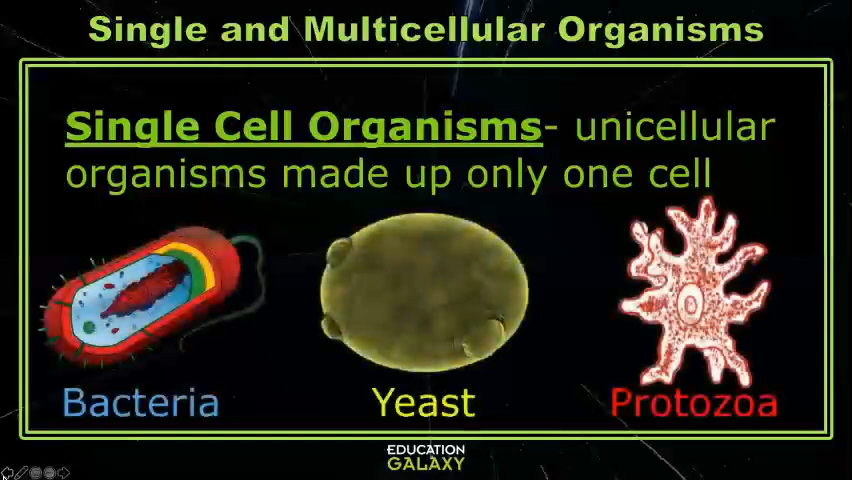 Single and Multicellular Organisms
Single Cell Organisms- unicellular
organisms made up only one cell
Bacteria Yeast Protozoa
EDUCATION
GALAXY